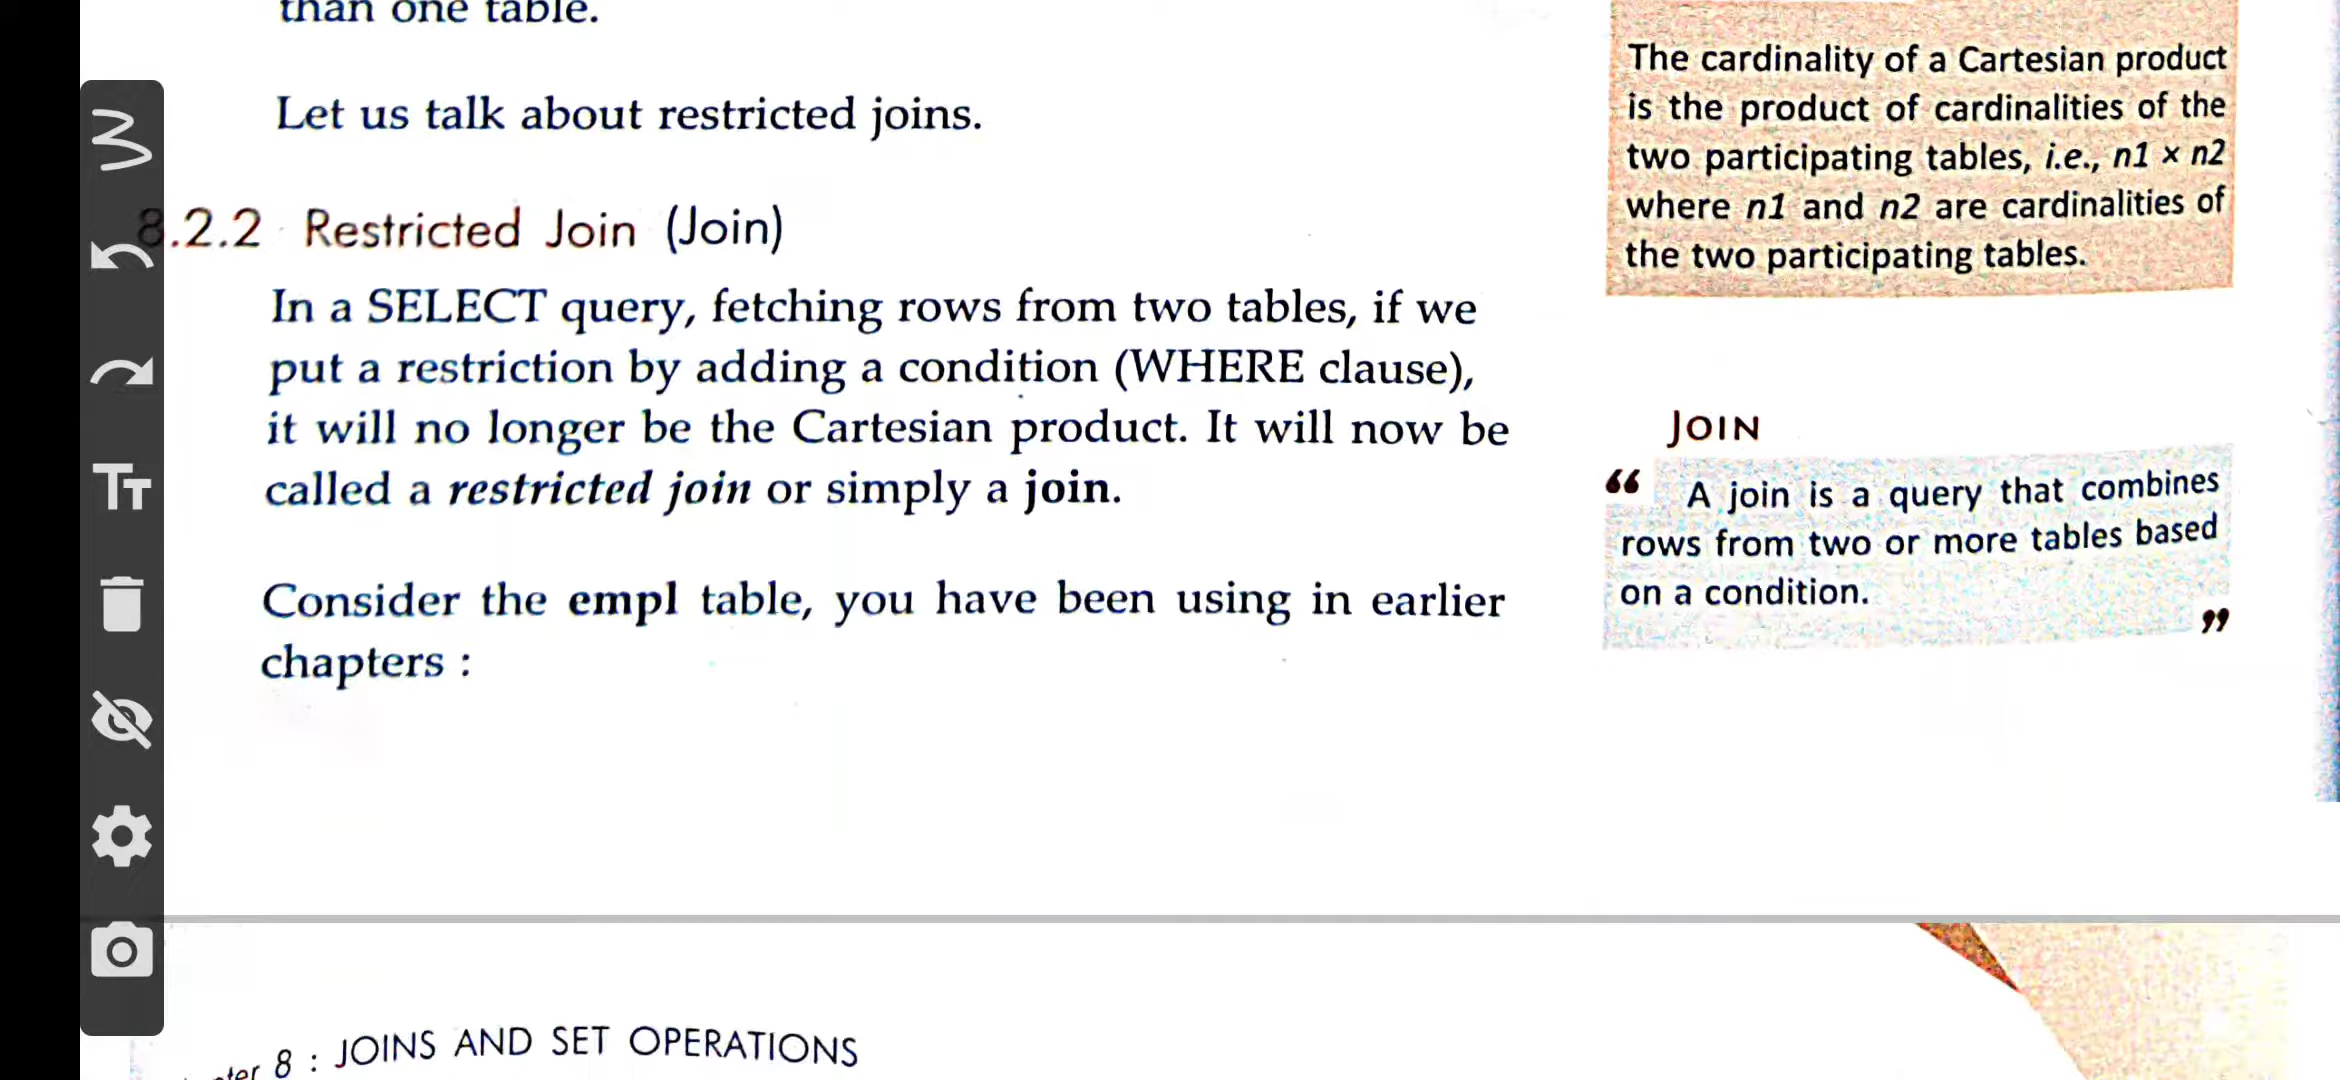 than one table.
Let us talk about restricted joins.
8.2.2 Restricted Join (Join)
In a SELECT query, fetching rows from two tables, if we
put a restriction by adding a condition (WHERE clause),
it will no longer be the Cartesian product. It will now be
called a restricted join or simply a join.
Consider the empl table, you have been using in earlier
chapters :
The cardinality of a Cartesian product
is the product of cardinalities of the
two participating tables, i.e., n1 × n2
where n1 and n2 are cardinalities of
the two participating tables.
JOIN
“ A join is a query that combines
rows from two or more tables based
on a condition.
”
8 : JOINS AND SET OPERATIONS
TT